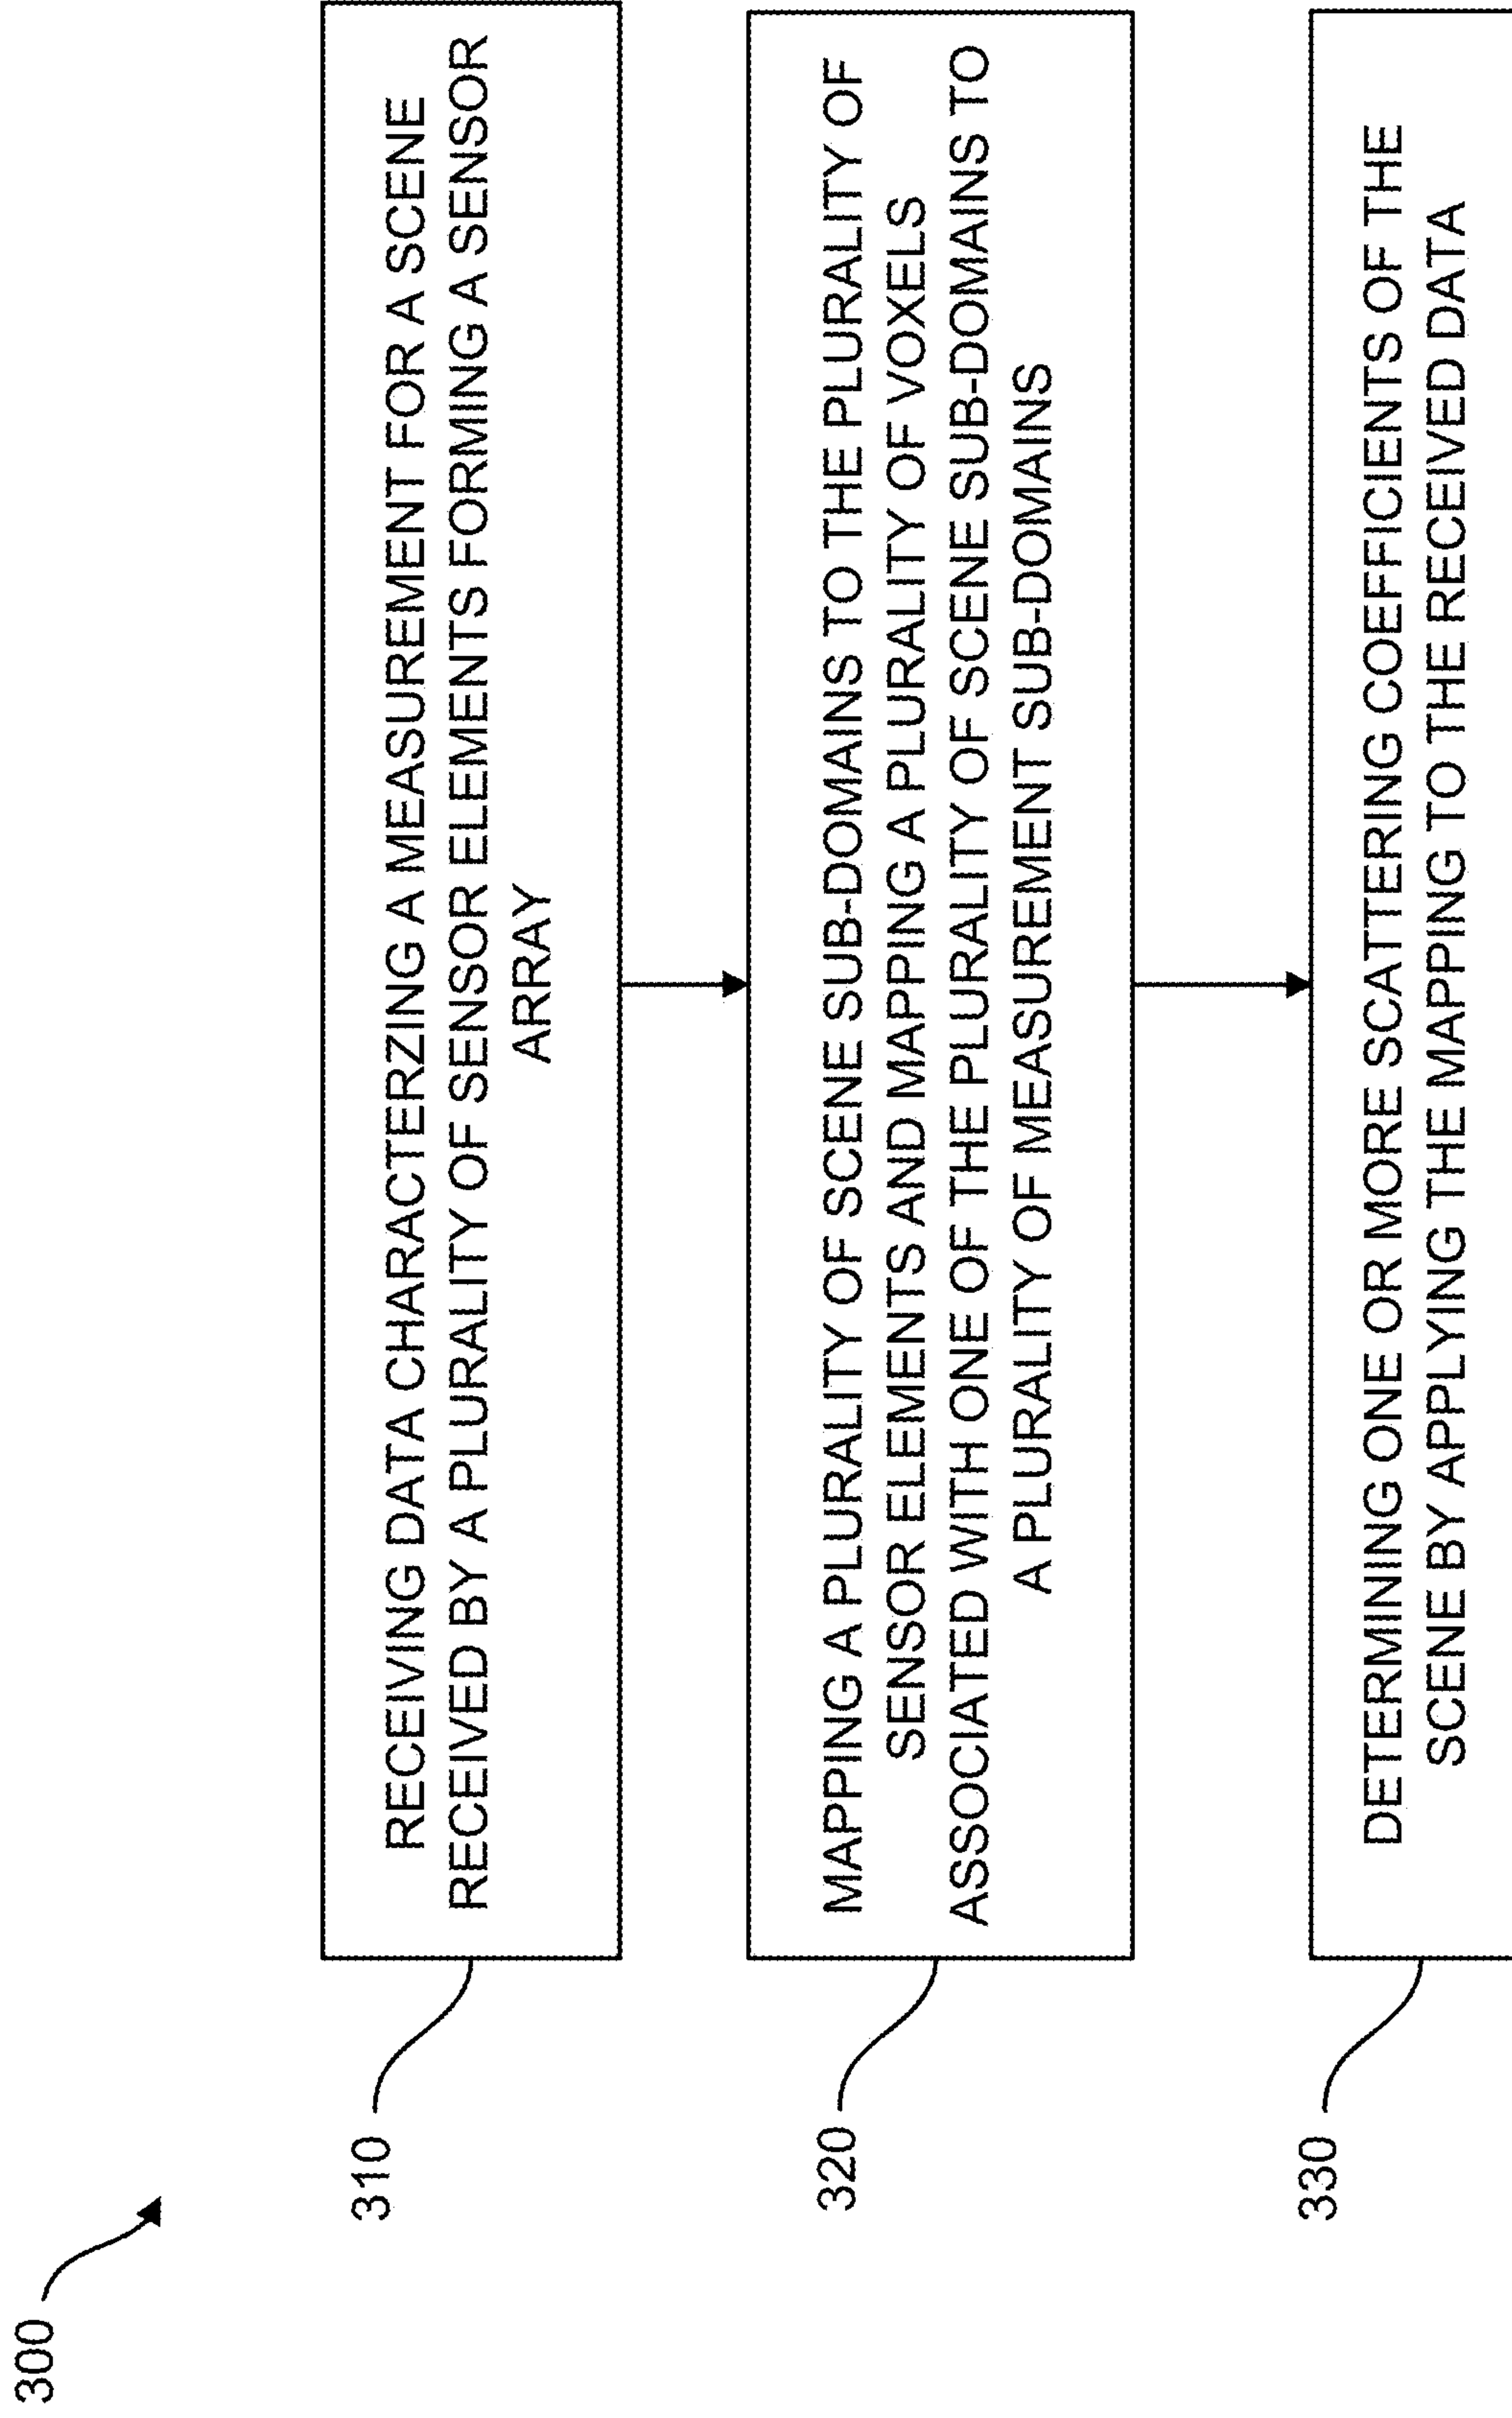 300
310
RECEIVING DATA CHARACTERZING A MEASUREMENT FOR A SCENE
RECEIVED BY A PLURALITY OF SENSOR ELEMENTS FORMING A SENSOR
ARRAY
320
MAPPING A PLURALITY OF SCENE SUB-DOMAINS TO THE PLURALITY OF
SENSOR ELEMENTS AND MAPPING A PLURALITY OF VOXELS
ASSOCIATED WITH ONE OF THE PLURALITY OF SCENE SUB-DOMAINS TO
A PLURALITY OF MEASUREMENT SUB-DOMAINS
330
DETERMINING ONE OR MORE SCATTERING COEFFICIENTS OF THE
SCENE BY APPLYING THE MAPPING TO THE RECEIVED DATA